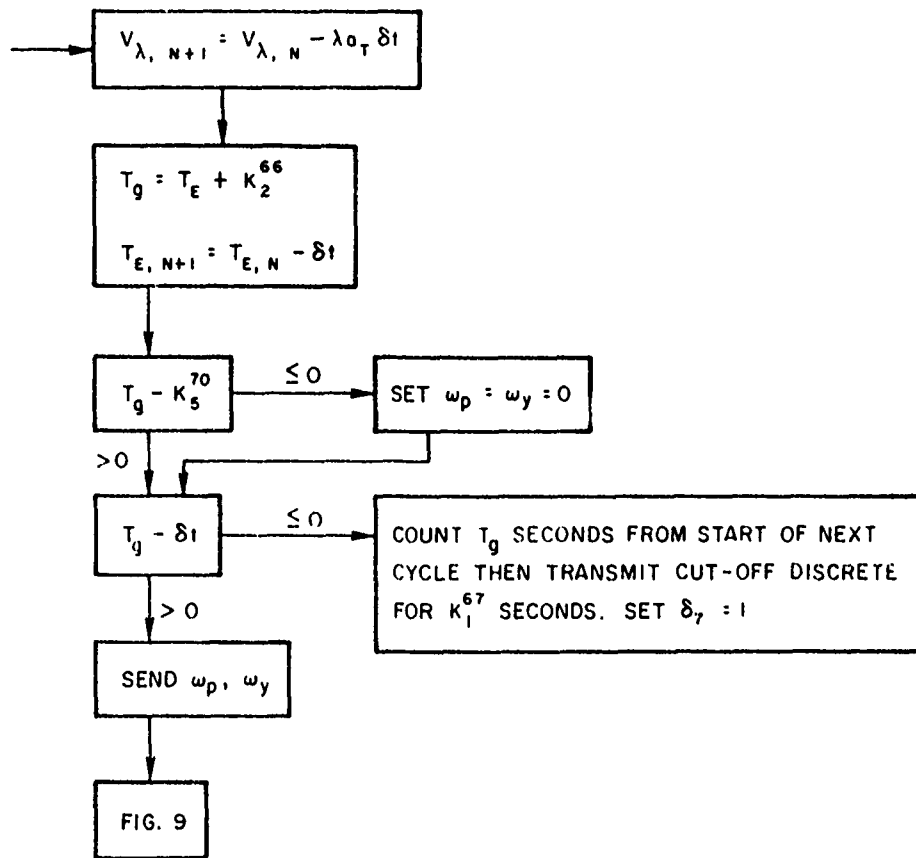 V_{λ, N+1} = V_{λ, N} − λ a_T δt
T_g = T_E + K_2^{66}
T_{E, N+1} = T_{E, N} − δt
T_g − K_5^{70}
≤ 0
SET ω_p = ω_y = 0
>0
T_g − δt
≤ 0
COUNT T_g SECONDS FROM START OF NEXT
CYCLE THEN TRANSMIT CUT-OFF DISCRETE
FOR K_1^{67} SECONDS. SET δ_7 = 1
> 0
SEND ω_p, ω_y
FIG. 9